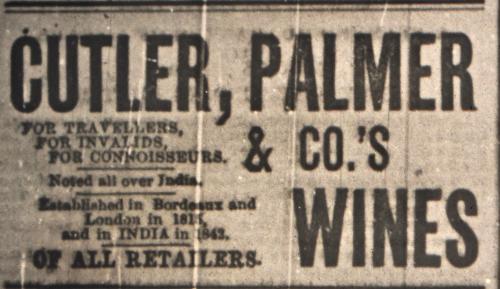 CUTLER, PALMER
FOR TRAVELLERS,
FOR INVALIDS,
FOR CONNOISSEURS.
& CO.'S
Noted all over India.
Established in Bordeaux and
London in 1815,
and in INDIA in 1842.
WINES
OF ALL RETAILERS.